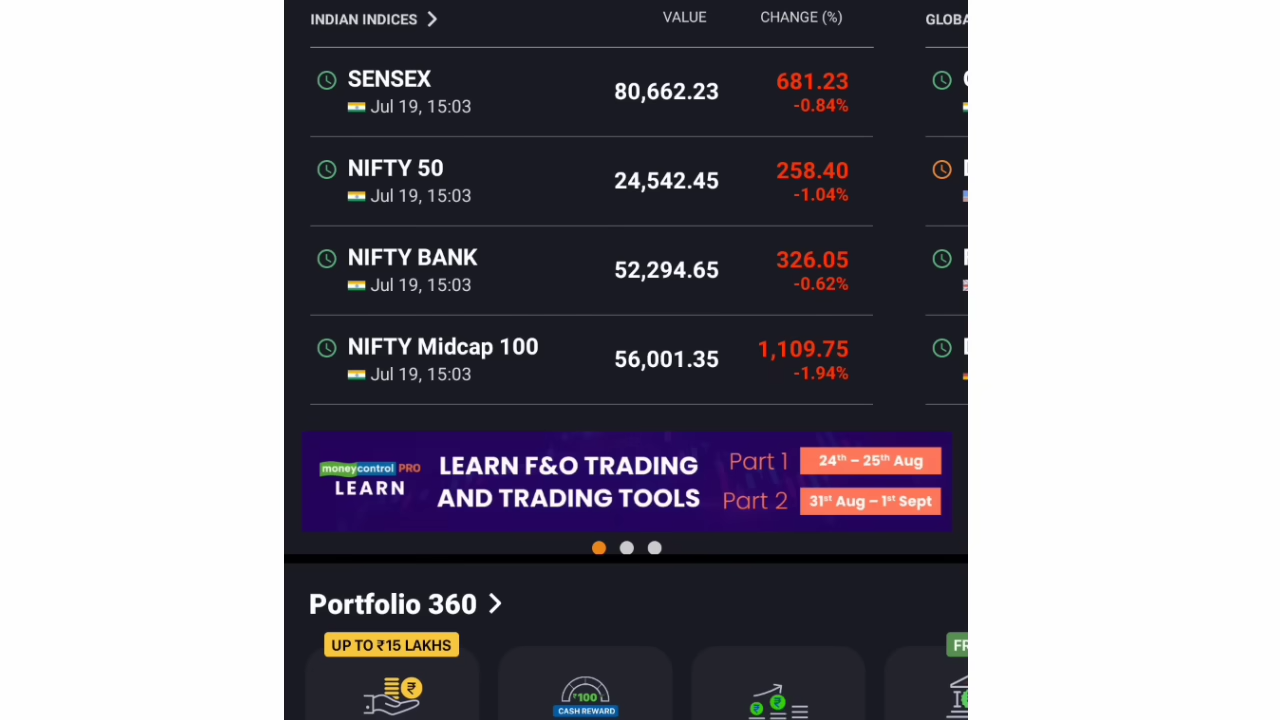 INDIAN INDICES VALUE CHANGE (%)
SENSEX 80,662.23 681.23
Jul 19, 15:03 -0.84%
NIFTY 50 24,542.45 258.40
Jul 19, 15:03 -1.04%
NIFTY BANK 52,294.65 326.05
Jul 19, 15:03 -0.62%
NIFTY Midcap 100 56,001.35 1,109.75
Jul 19, 15:03 -1.94%
moneycontrol PRO
LEARN
LEARN F&O TRADING
AND TRADING TOOLS
Part 1 24th – 25th Aug
Part 2 31st Aug – 1st Sept
Portfolio 360
UP TO ₹15 LAKHS
₹100
CASH REWARD